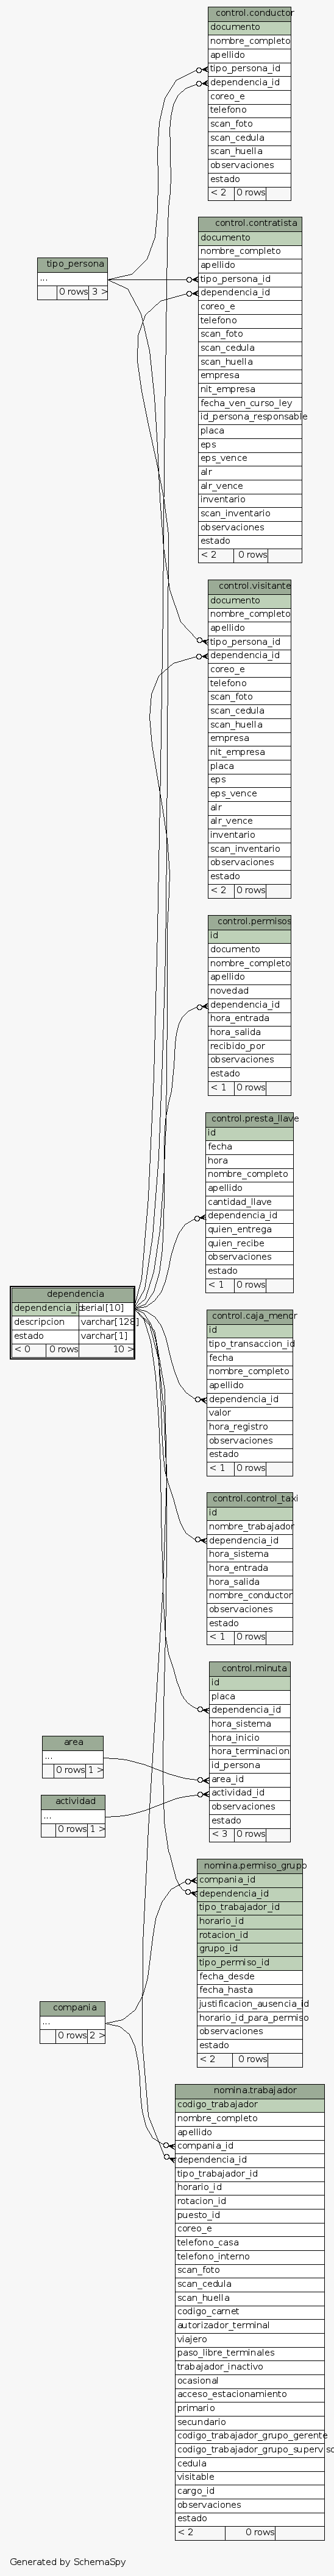 control.conductor
documento
nombre_completo
apellido
tipo_persona_id
dependencia_id
coreo_e
telefono
scan_foto
scan_cedula
scan_huella
observaciones
estado
< 2 0 rows
control.contratista
documento
nombre_completo
apellido
tipo_persona_id
dependencia_id
coreo_e
telefono
scan_foto
scan_cedula
scan_huella
empresa
nit_empresa
fecha_ven_curso_ley
id_persona_responsable
placa
eps
eps_vence
alr
alr_vence
inventario
scan_inventario
observaciones
estado
< 2 0 rows
tipo_persona
...
0 rows 3 >
control.visitante
documento
nombre_completo
apellido
tipo_persona_id
dependencia_id
coreo_e
telefono
scan_foto
scan_cedula
scan_huella
empresa
nit_empresa
placa
eps
eps_vence
alr
alr_vence
inventario
scan_inventario
observaciones
estado
< 2 0 rows
control.permisos
id
documento
nombre_completo
apellido
novedad
dependencia_id
hora_entrada
hora_salida
recibido_por
observaciones
estado
< 1 0 rows
control.presta_llave
id
fecha
hora
nombre_completo
apellido
cantidad_llave
dependencia_id
quien_entrega
quien_recibe
observaciones
estado
< 1 0 rows
dependencia
dependencia_id serial[10]
descripcion varchar[128]
estado varchar[1]
< 0 0 rows 10 >
control.caja_menor
id
tipo_transaccion_id
fecha
nombre_completo
apellido
dependencia_id
valor
hora_registro
observaciones
estado
< 1 0 rows
control.control_taxi
id
nombre_trabajador
dependencia_id
hora_sistema
hora_entrada
hora_salida
nombre_conductor
observaciones
estado
< 1 0 rows
control.minuta
id
placa
dependencia_id
hora_sistema
hora_inicio
hora_terminacion
id_persona
area_id
actividad_id
observaciones
estado
< 3 0 rows
area
...
0 rows 1 >
actividad
...
0 rows 1 >
nomina.permiso_grupo
compania_id
dependencia_id
tipo_trabajador_id
horario_id
rotacion_id
grupo_id
tipo_permiso_id
fecha_desde
fecha_hasta
justificacion_ausencia_id
horario_id_para_permiso
observaciones
estado
< 2 0 rows
compania
...
0 rows 2 >
nomina.trabajador
codigo_trabajador
nombre_completo
apellido
compania_id
dependencia_id
tipo_trabajador_id
horario_id
rotacion_id
puesto_id
coreo_e
telefono_casa
telefono_interno
scan_foto
scan_cedula
scan_huella
codigo_carnet
autorizador_terminal
viajero
paso_libre_terminales
trabajador_inactivo
ocasional
acceso_estacionamiento
primario
secundario
codigo_trabajador_grupo_gerente
codigo_trabajador_grupo_superviso
cedula
visitable
cargo_id
observaciones
estado
< 2 0 rows
Generated by SchemaSpy